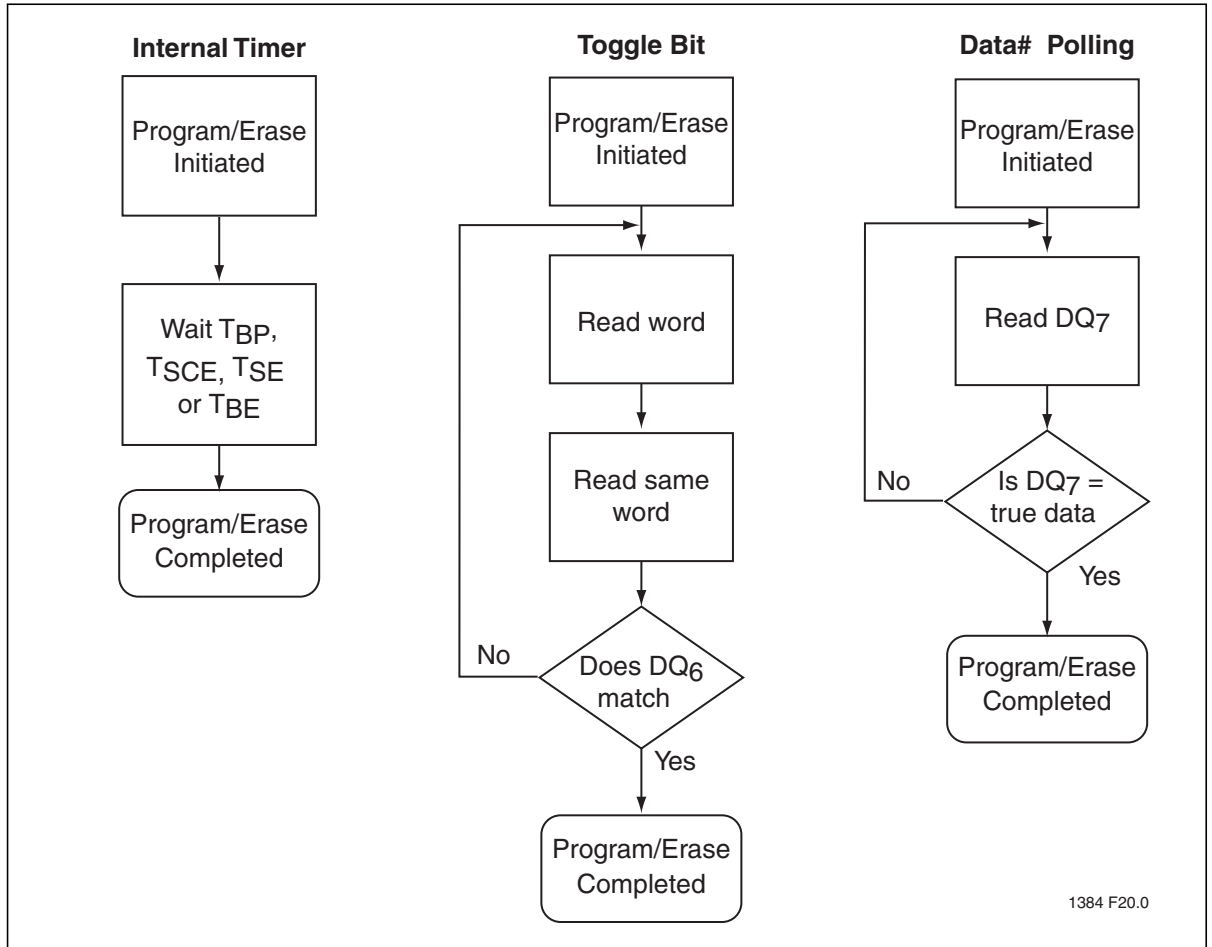 Internal Timer
Program/Erase
Initiated
Wait TBP,
TSCE, TSE
or TBE
Program/Erase
Completed
Toggle Bit
Program/Erase
Initiated
Read word
Read same
word
No
Does DQ6
match
Yes
Program/Erase
Completed
Data# Polling
Program/Erase
Initiated
Read DQ7
No
Is DQ7 =
true data
Yes
Program/Erase
Completed
1384 F20.0